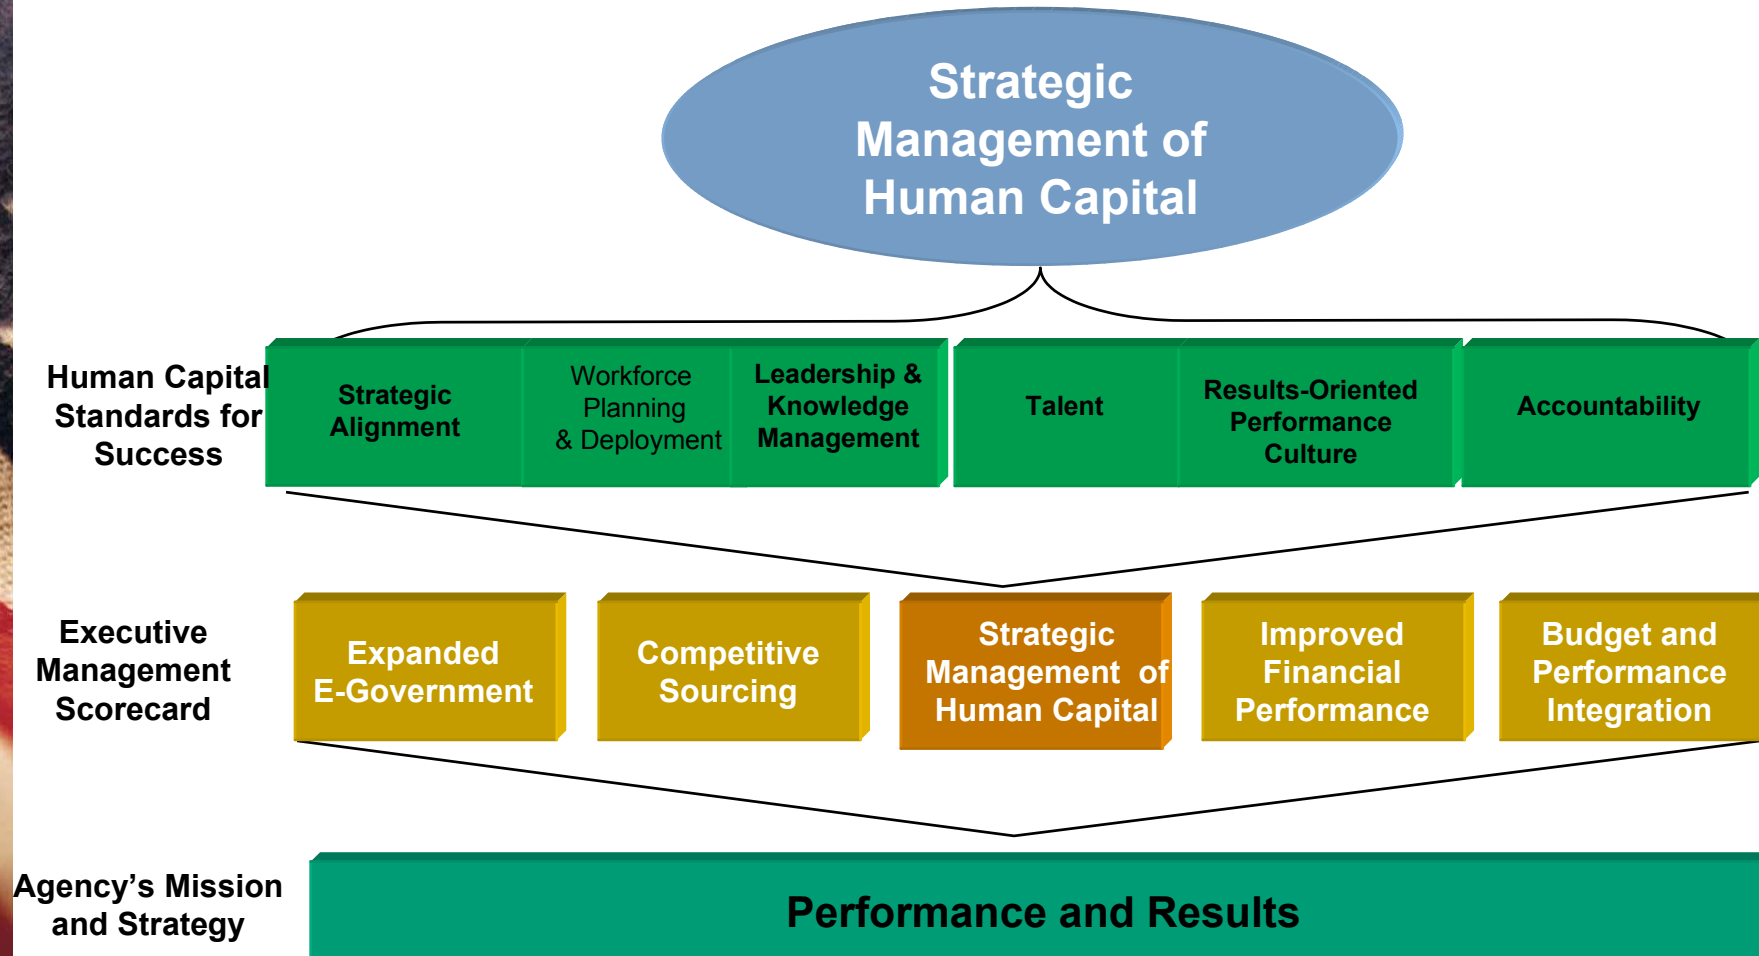 Strategic
Management of
Human Capital
Human Capital
Standards for
Success
Strategic
Alignment
Workforce
Planning
& Deployment
Leadership &
Knowledge
Management
Talent
Results-Oriented
Performance
Culture
Accountability
Executive
Management
Scorecard
Expanded
E-Government
Competitive
Sourcing
Strategic
Management of
Human Capital
Improved
Financial
Performance
Budget and
Performance
Integration
Agency’s Mission
and Strategy
Performance and Results